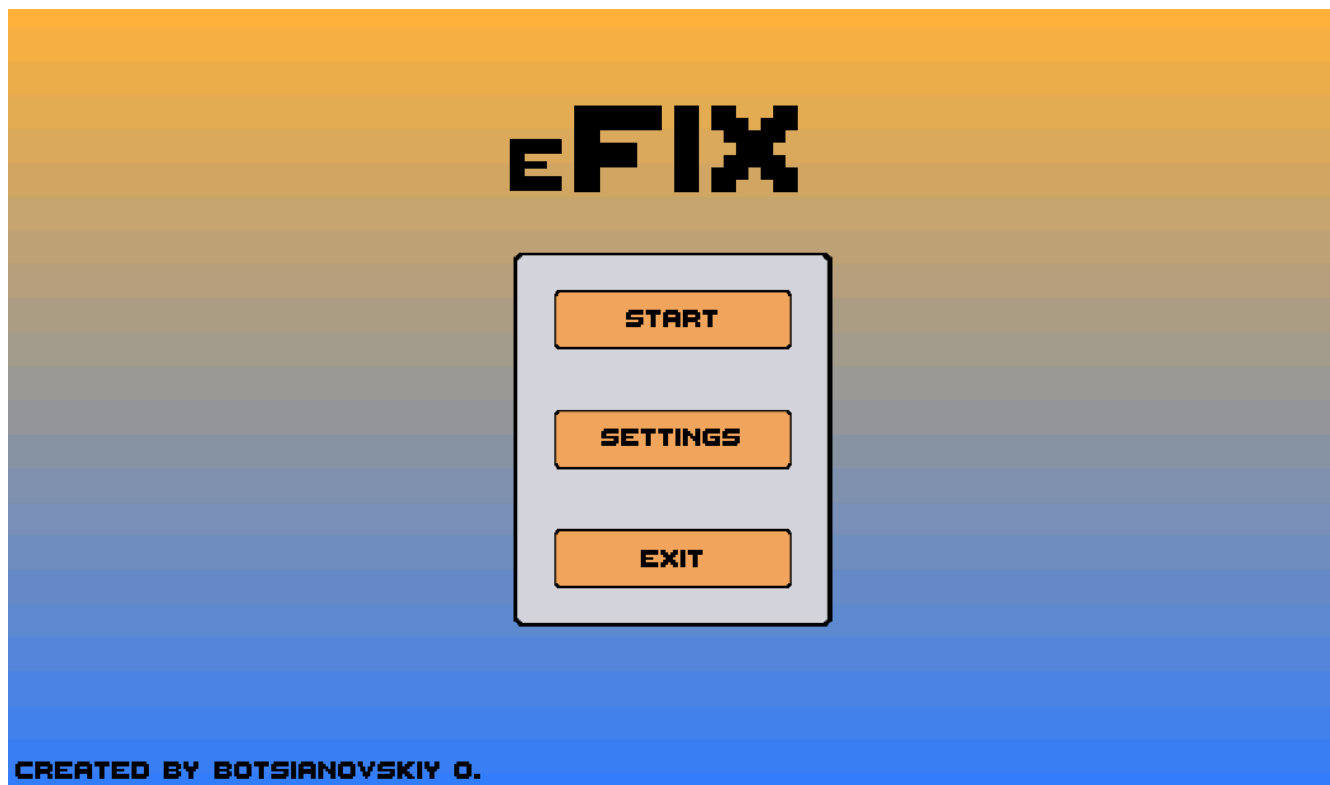 eFIX
START
SETTINGS
EXIT
CREATED BY BOTSIANOVSKIY O.